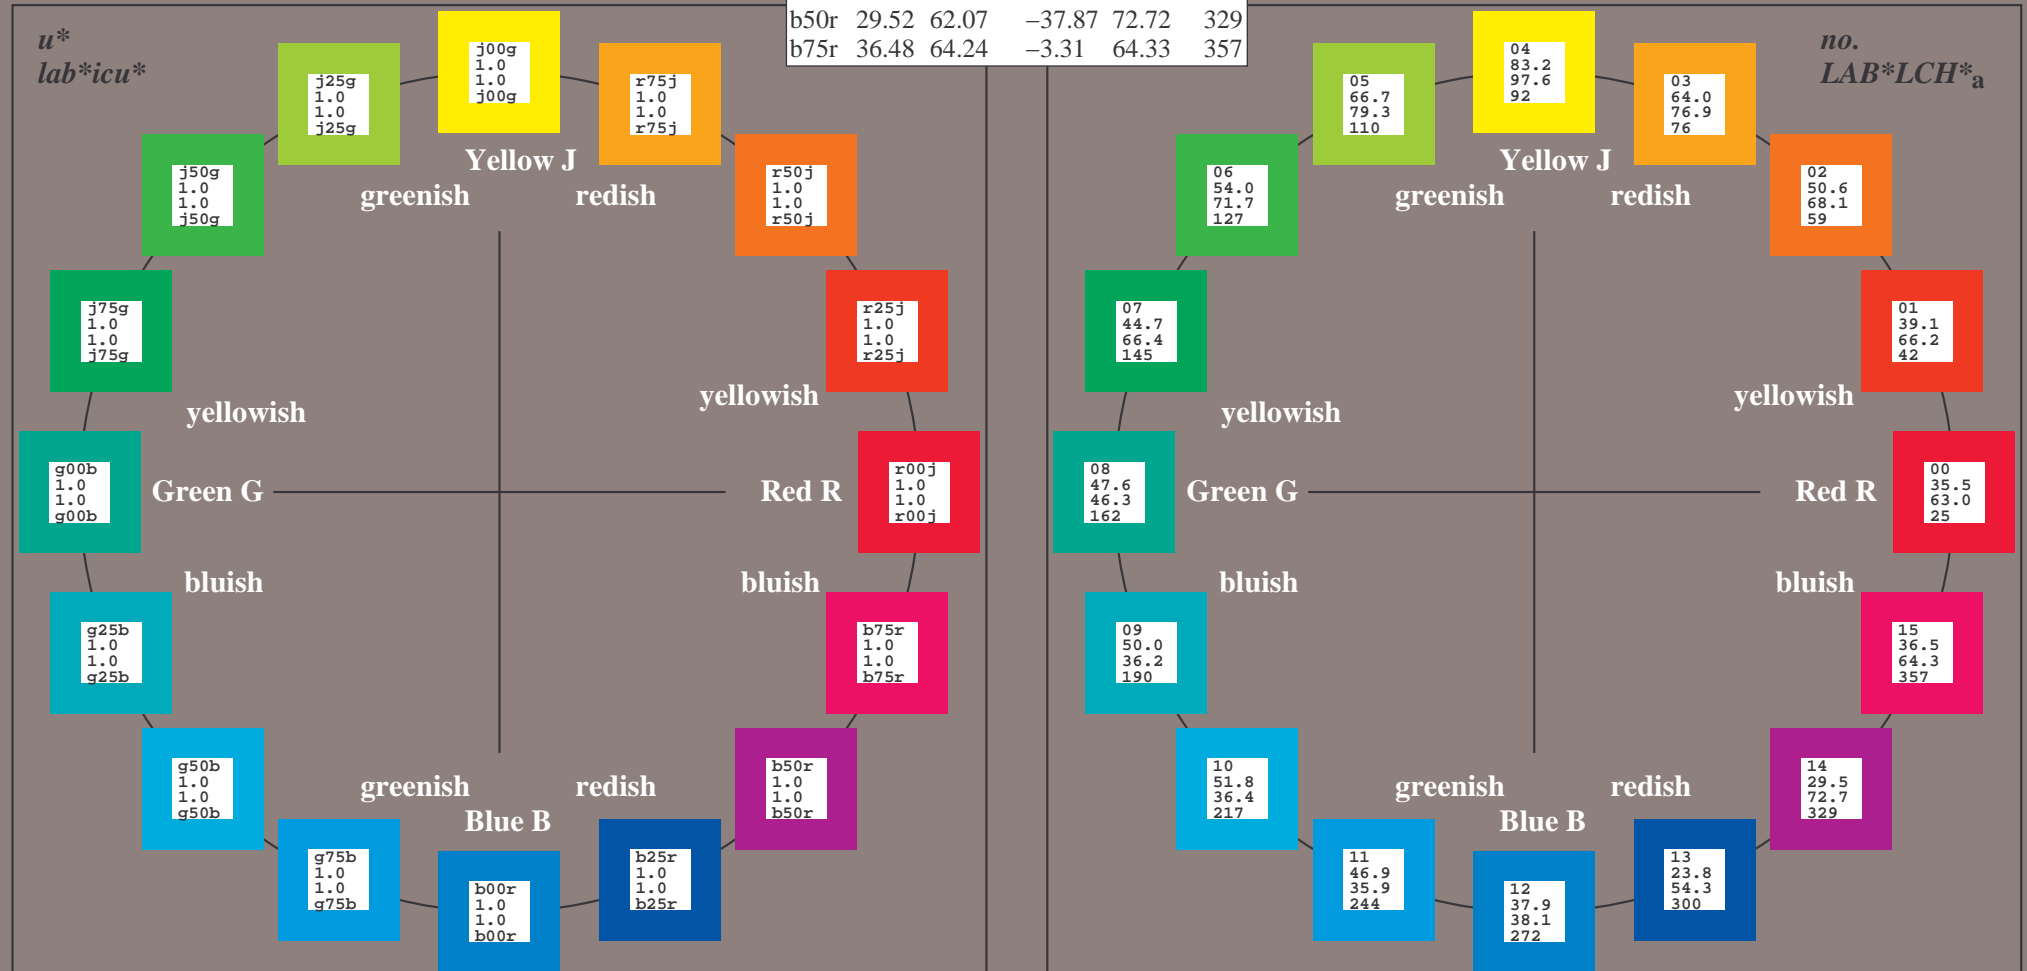 b50r 29.52 62.07 −37.87 72.72 329
b75r 36.48 64.24 −3.31 64.33 357
u*
lab*icu*
j00g
1.0
1.0
j00g
j25g
1.0
1.0
j25g
r75j
1.0
1.0
r75j
j50g
1.0
1.0
j50g
Yellow J
greenish redish
r50j
1.0
1.0
r50j
j75g
1.0
1.0
j75g
r25j
1.0
1.0
r25j
yellowish
yellowish
g00b
1.0
1.0
g00b
Green G
Red R
r00j
1.0
1.0
r00j
bluish
bluish
g25b
1.0
1.0
g25b
b75r
1.0
1.0
b75r
g50b
1.0
1.0
g50b
greenish redish
Blue B
b50r
1.0
1.0
b50r
g75b
1.0
1.0
g75b
b00r
1.0
1.0
b00r
b25r
1.0
1.0
b25r
no.
LAB*LCH*a
04
83.2
97.6
92
05
66.7
79.3
110
03
64.0
76.9
76
06
54.0
71.7
127
Yellow J
greenish redish
02
50.6
68.1
59
07
44.7
66.4
145
01
39.1
66.2
42
yellowish
yellowish
08
47.6
46.3
162
Green G
Red R
00
35.5
63.0
25
bluish
bluish
09
50.0
36.2
190
15
36.5
64.3
357
10
51.8
36.4
217
greenish redish
Blue B
14
29.5
72.7
329
11
46.9
35.9
244
12
37.9
38.1
272
13
23.8
54.3
300